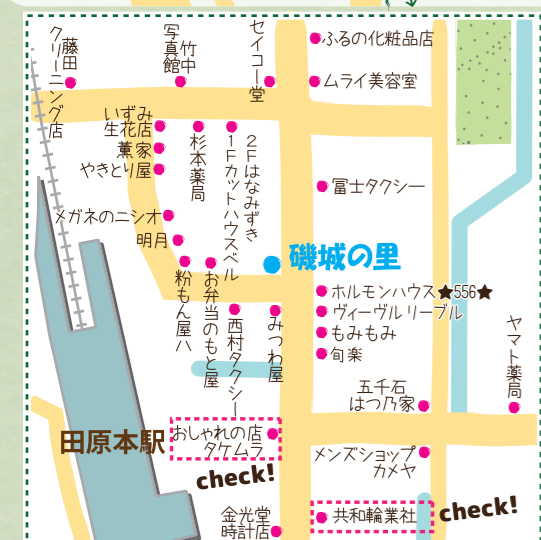 藤田
クリーニング店
竹中
写真館
セイコー堂
ふるの化粧品店
ムライ美容室
いずみ
生花店
薫家
やきとり屋
杉本薬局
1Fカットハウスベル
2Fはなみずき
冨士タクシー
メガネのニシオ
明月
磯城の里
粉もん屋ハ
お弁当のもと屋
西村タクシー
みつわ屋
ホルモンハウス★556★
ヴィーヴルリーブル
もみもみ
旬楽
ヤマト薬局
五千石
はつ乃家
田原本駅
おしゃれの店
タケムラ
メンズショップ
カメヤ
check!
金光堂
時計店
共和輪業社
check!